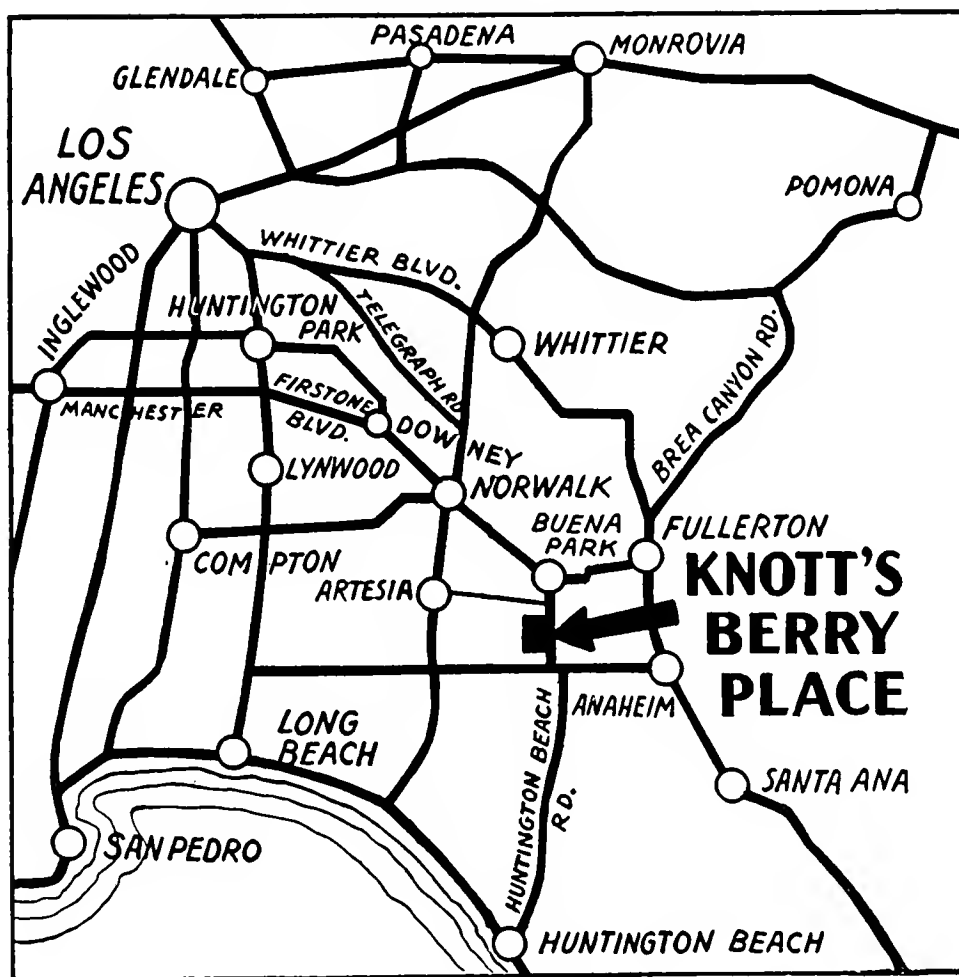 PASADENA
MONROVIA
GLENDALE
LOS
ANGELES
POMONA
WHITTIER BLVD.
INGLEWOOD
HUNTINGTON
PARK
TELEGRAPH RD
WHITTIER
BREA CANYON RD.
MANCHESTER
FIRSTONE
BLVD.
DOWNEY
LYNWOOD
NORWALK
BUENA
PARK
FULLERTON
COMPTON
ARTESIA
KNOTT'S
BERRY
PLACE
ANAHEIM
LONG
BEACH
HUNTINGTON BEACH
RD.
SANTA ANA
SAN PEDRO
HUNTINGTON BEACH